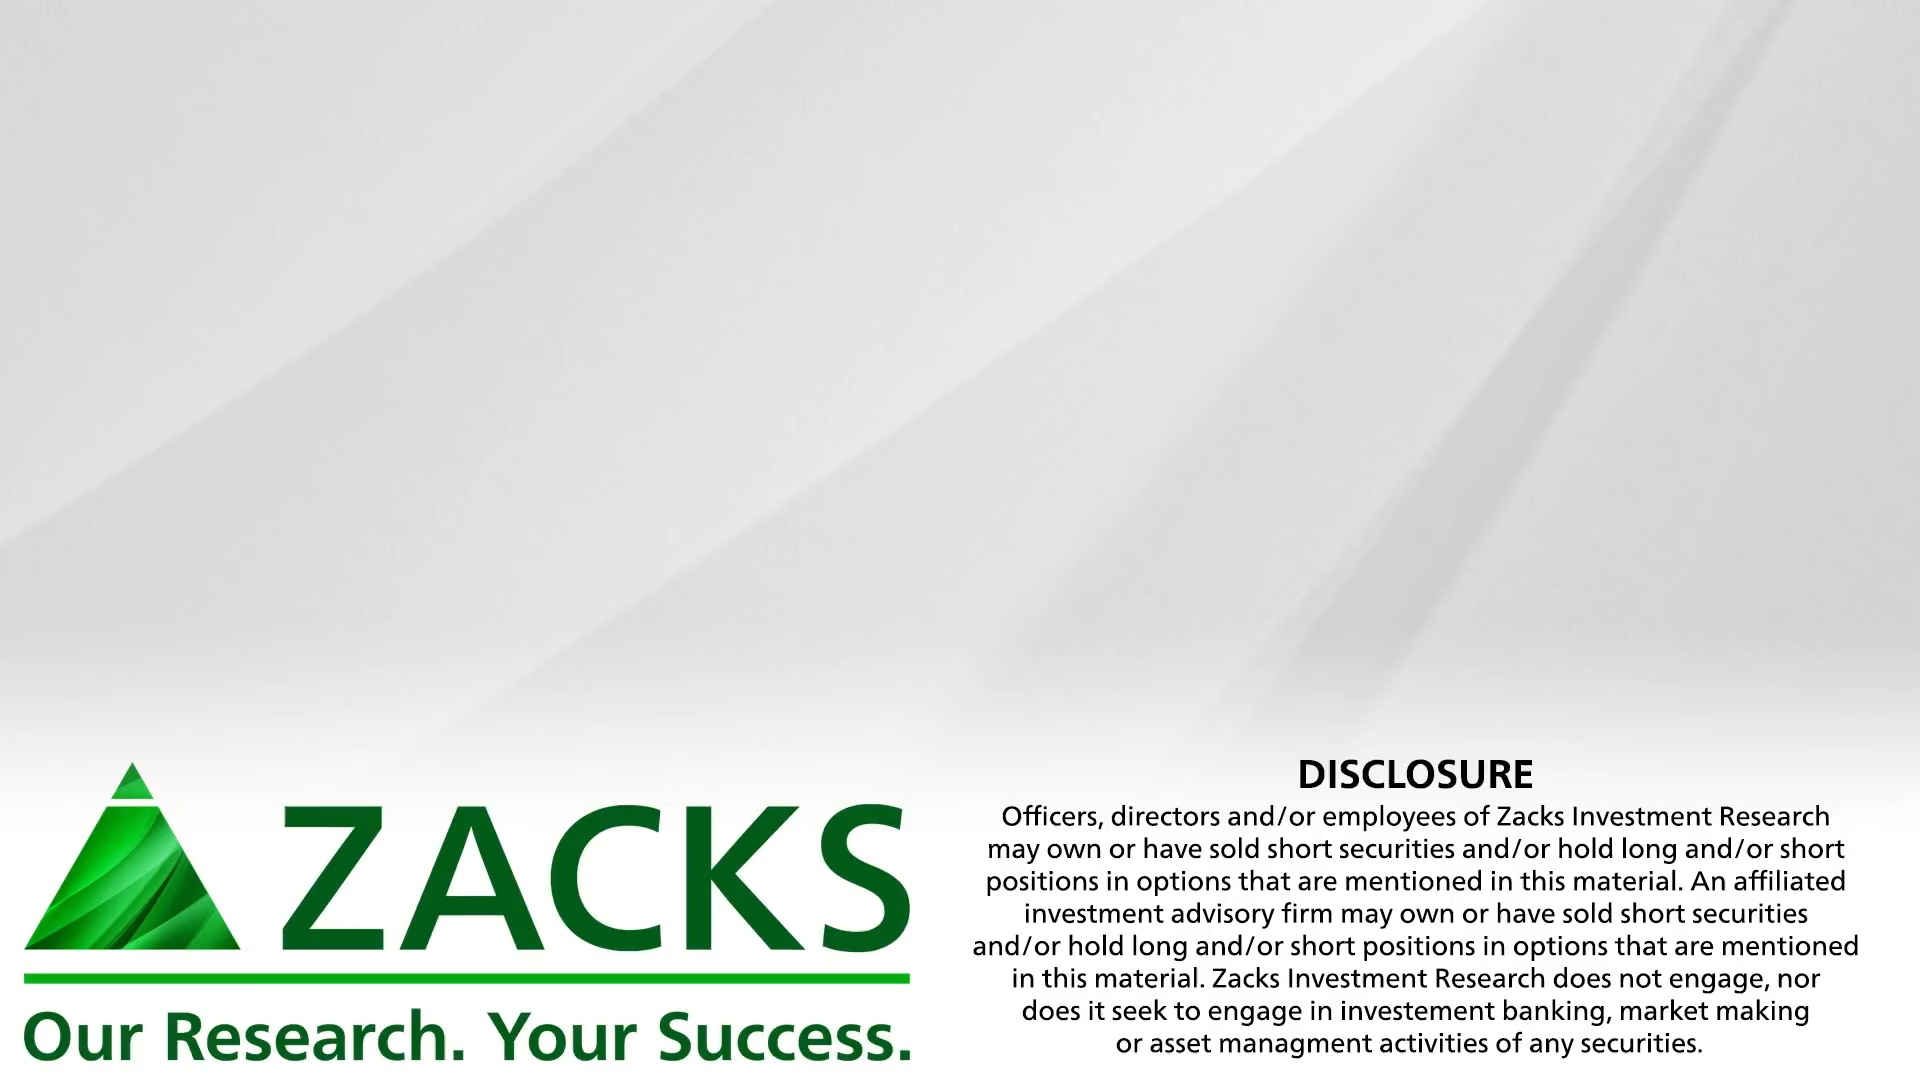 ZACKS
Our Research. Your Success.
DISCLOSURE
Officers, directors and/or employees of Zacks Investment Research
may own or have sold short securities and/or hold long and/or short
positions in options that are mentioned in this material. An affiliated
investment advisory firm may own or have sold short securities
and/or hold long and/or short positions in options that are mentioned
in this material. Zacks Investment Research does not engage, nor
does it seek to engage in investement banking, market making
or asset managment activities of any securities.